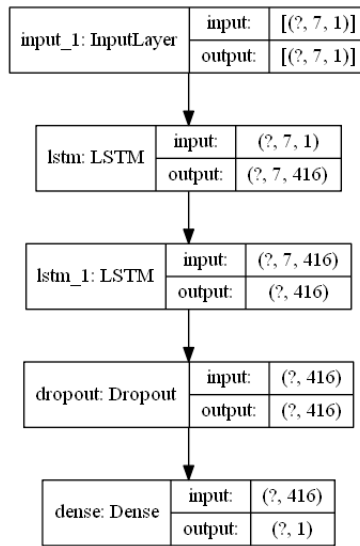 input_1: InputLayer
input: [(?, 7, 1)]
output: [(?, 7, 1)]
lstm: LSTM
input: (?, 7, 1)
output: (?, 7, 416)
lstm_1: LSTM
input: (?, 7, 416)
output: (?, 416)
dropout: Dropout
input: (?, 416)
output: (?, 416)
dense: Dense
input: (?, 416)
output: (?, 1)